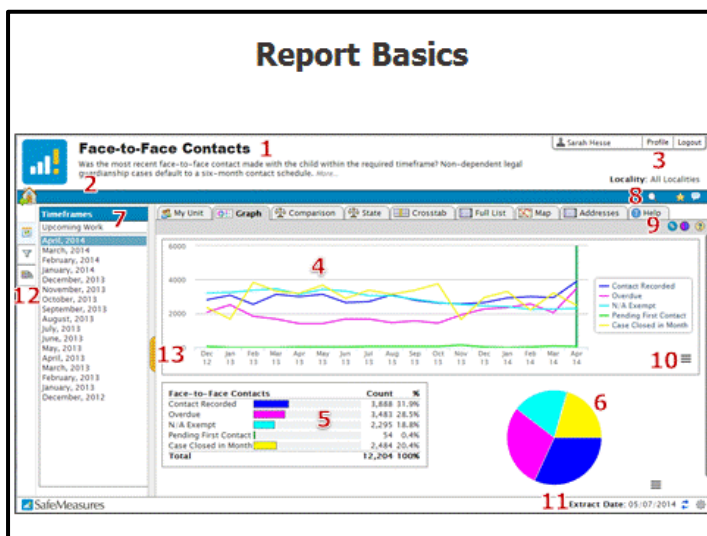 Report Basics
Face-to-Face Contacts 1
Was the most recent face-to-face contact made with the child within the required timeframe? Non-dependent legal
guardianship cases default to a six-month contact schedule. More...
2
Sarah Hesse Profile Logout
3
Locality: All Localities
8
Timeframes 7
Upcoming Work
April, 2014
March, 2014
February, 2014
January, 2014
December, 2013
November, 2013
October, 2013
September, 2013
August, 2013
July, 2013
June, 2013
May, 2013
April, 2013
March, 2013
February, 2013
January, 2013
December, 2012
12
13
My Unit Graph Comparison State Crosstab Full List Map Addresses Help
9
6000
4000
2000
4
Dec Jan Feb Mar Apr May Jun Jul Aug Sep Oct Nov Dec Jan Feb Mar Apr
12 13 13 13 13 13 13 13 13 13 13 13 13 14 14 14 14
Contact Recorded
Overdue
N/A Exempt
Pending First Contact
Case Closed in Month
10
Face-to-Face Contacts Count %
Contact Recorded 3,888 31.9%
Overdue 3,483 28.5%
N/A Exempt 2,295 18.8%
Pending First Contact 54 0.4%
Case Closed in Month 2,484 20.4%
Total 12,204 100%
5
6
SafeMeasures
11 Extract Date: 05/07/2014